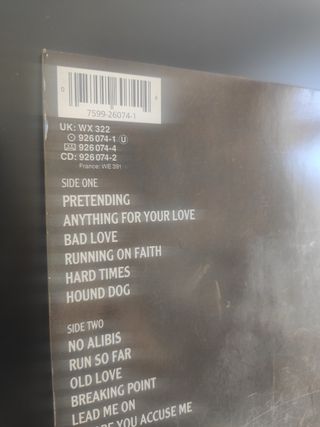 7599-26074-1
UK: WX 322
926 074-1 U
926 074-4
CD: 926 074-2
France: WE 391
SIDE ONE
PRETENDING
ANYTHING FOR YOUR LOVE
BAD LOVE
RUNNING ON FAITH
HARD TIMES
HOUND DOG
SIDE TWO
NO ALIBIS
RUN SO FAR
OLD LOVE
BREAKING POINT
LEAD ME ON
YOU ACCUSE ME